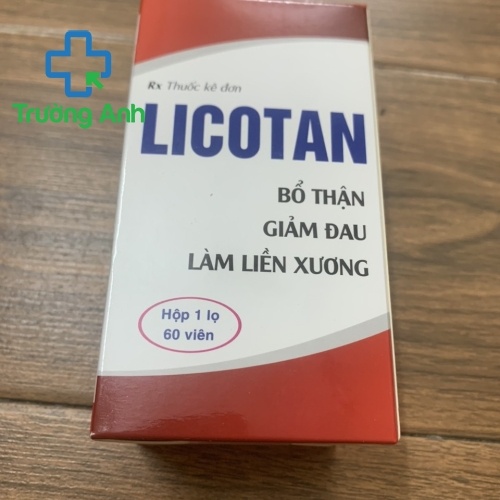 Trường Anh
Rx Thuốc kê đơn
LICOTAN
BỔ THẬN
GIẢM ĐAU
LÀM LIỀN XƯƠNG
Hộp 1 lọ
60 viên